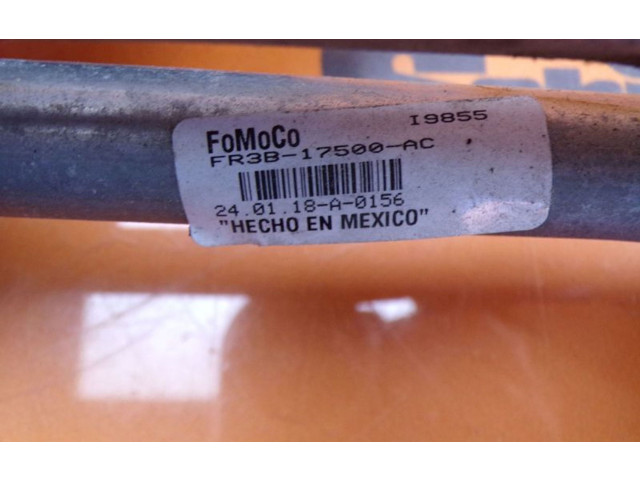 FoMoCo
I9855
FR3B-17500-AC
24.01.18-A-0156
"HECHO EN MEXICO"